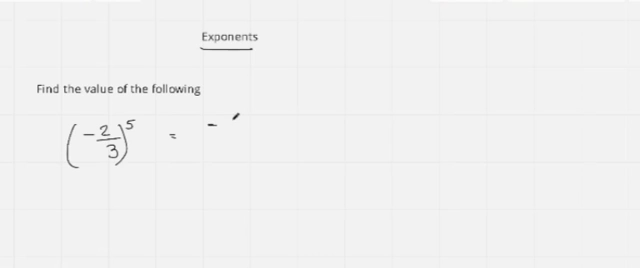 Exponents
Find the value of the following
(-2/3)^5 = -